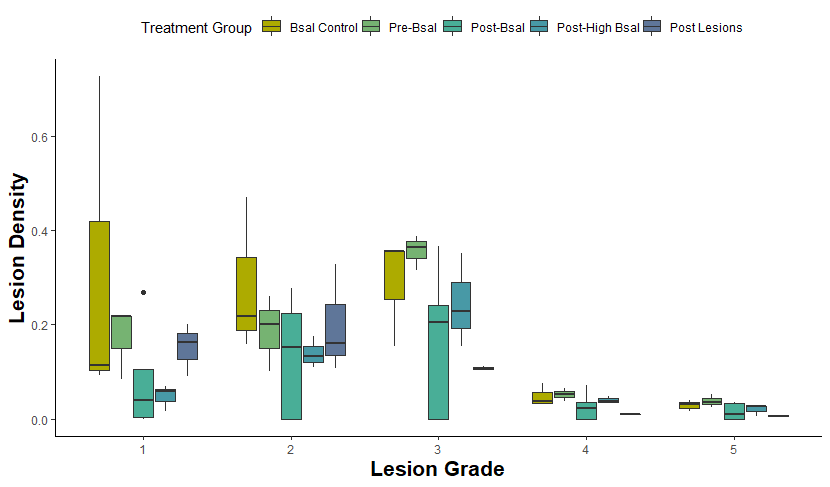 Treatment Group Bsal Control Pre-Bsal Post-Bsal Post-High Bsal Post Lesions
Lesion Density
0.6
0.4
0.2
0.0
1 2 3 4 5
Lesion Grade